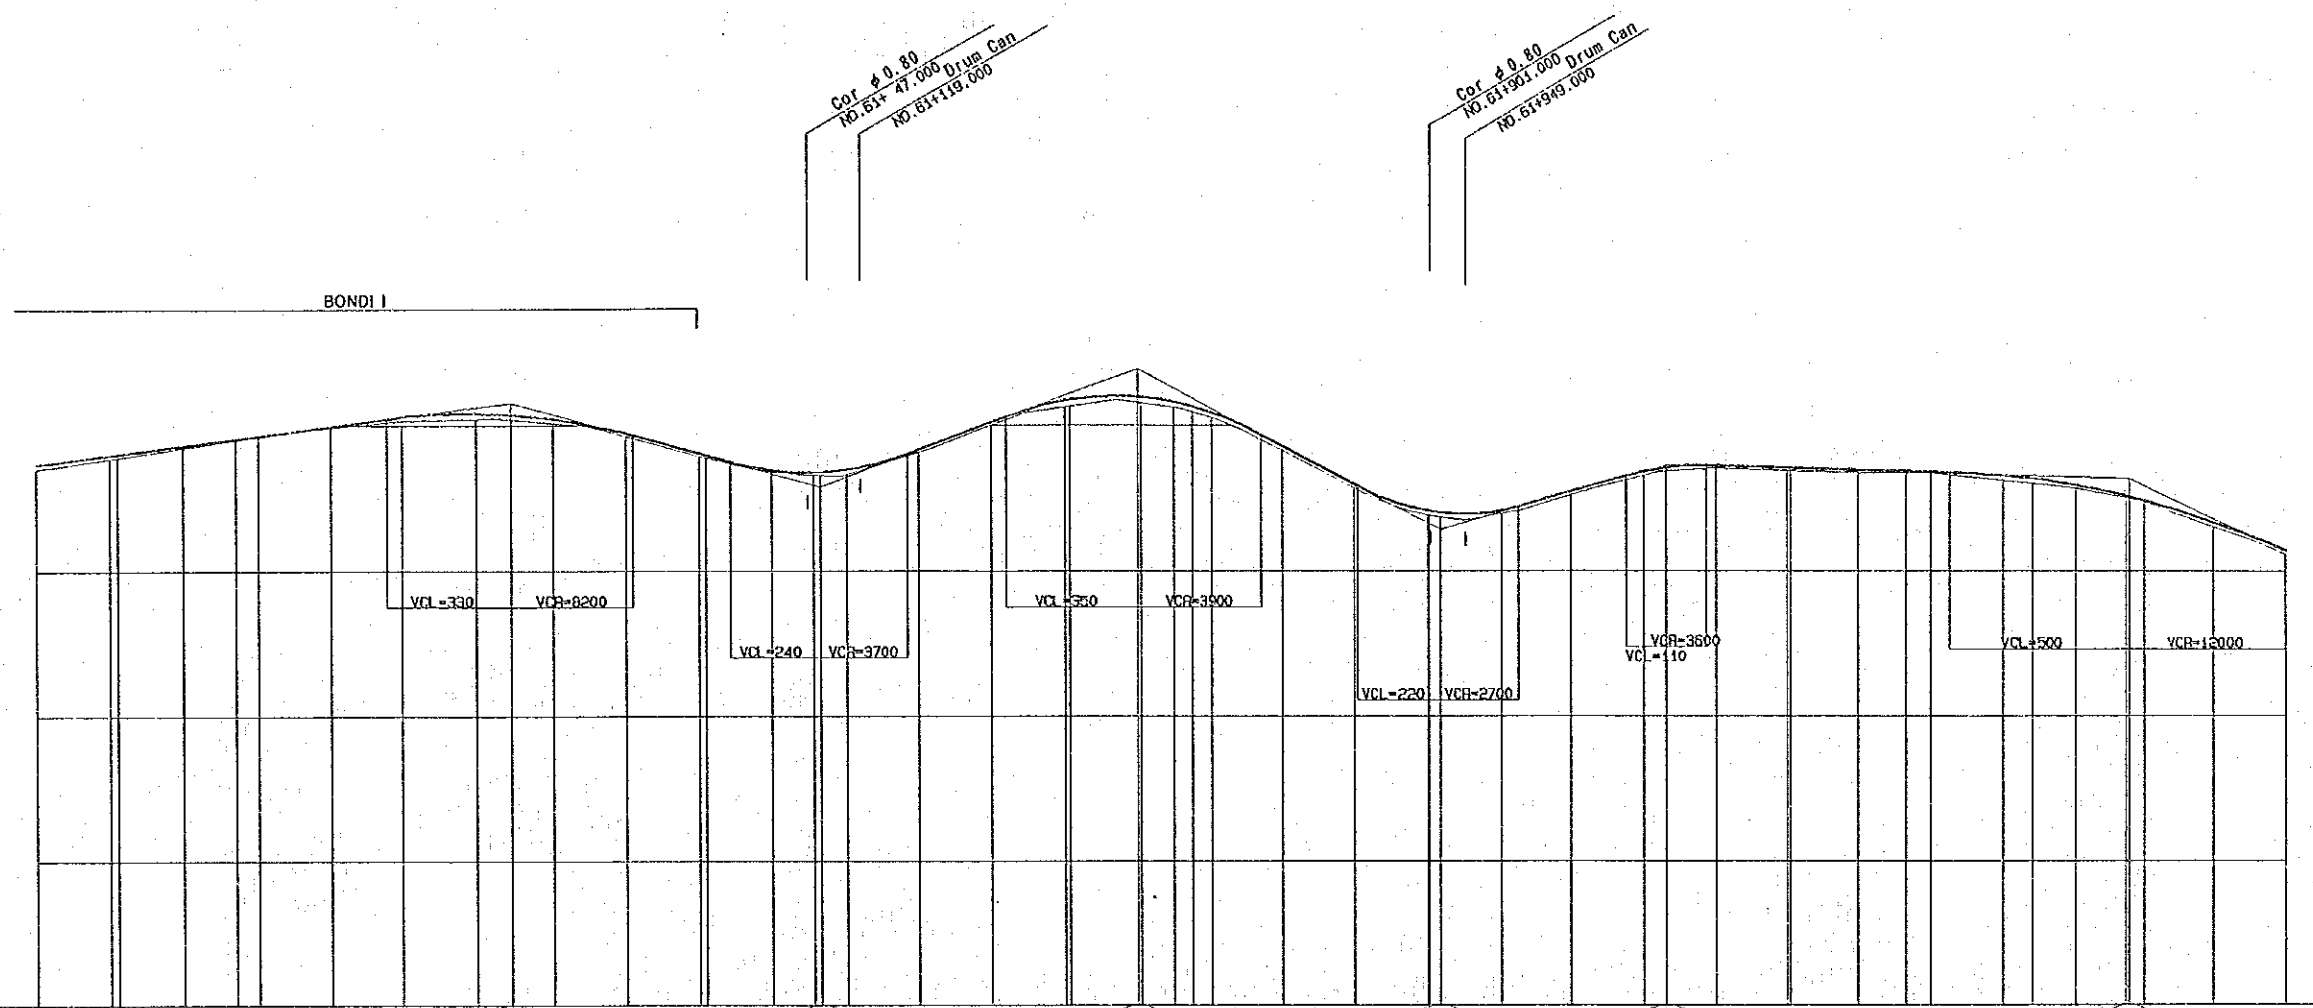 Cor ø 0.80
NO.61+ 47.000
Drum Can
NO.61+119.000
Cor ø 0.80
NO.61+901.000
Drum Can
NO.61+949.000
BONDI I
VCL=330
VCR=8200
VCL=240
VCR=3700
VCL=350
VCR=3900
VCL=220
VCR=2700
VCR=3600
VCL=110
VCL=500
VCR=12000